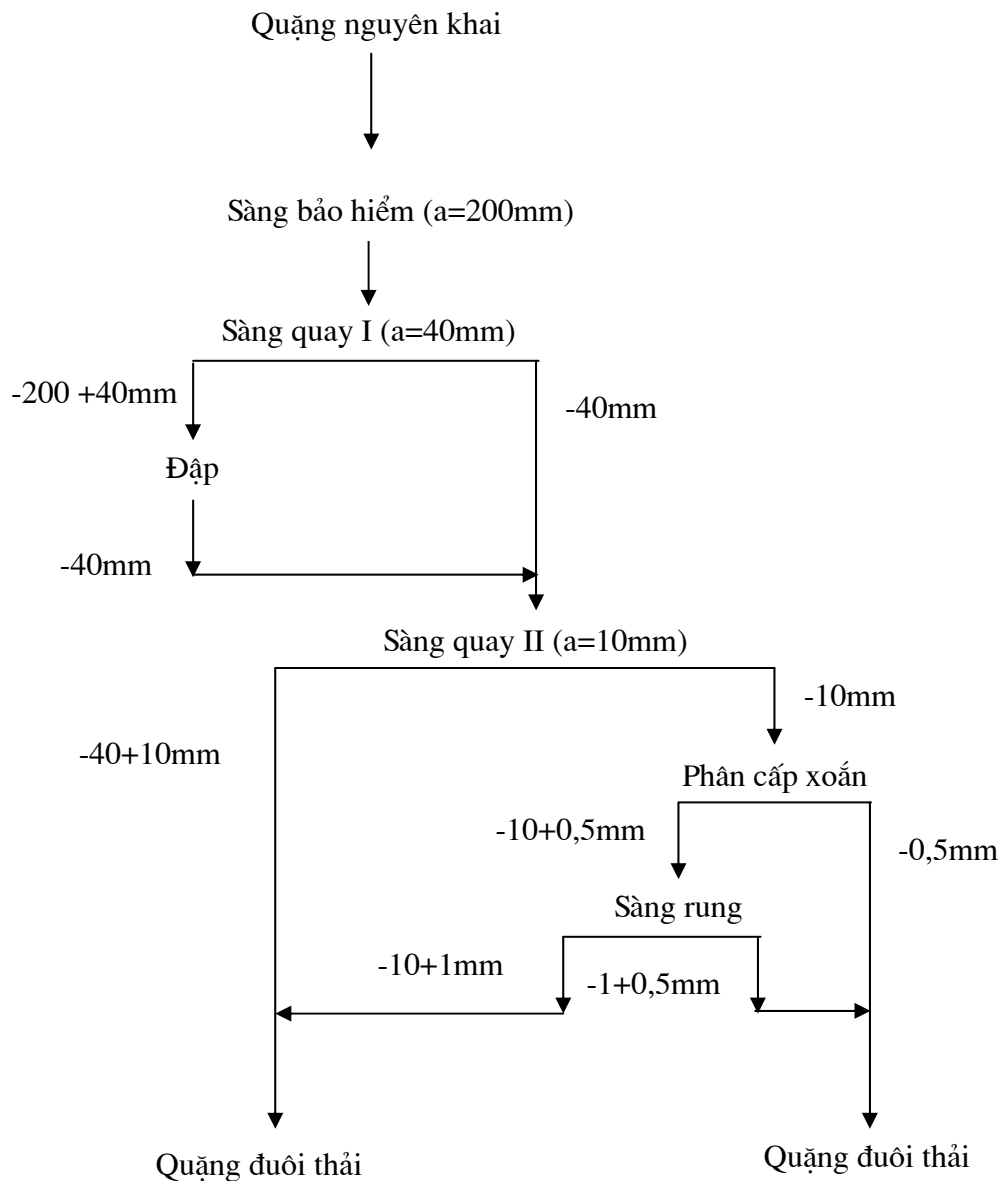 Quặng nguyên khai
Sàng bảo hiểm (a=200mm)
Sàng quay I (a=40mm)
-200 +40mm
-40mm
Đập
-40mm
Sàng quay II (a=10mm)
-10mm
-40+10mm
Phân cấp xoắn
-10+0,5mm
-0,5mm
Sàng rung
-10+1mm
-1+0,5mm
Quặng đuôi thải
Quặng đuôi thải